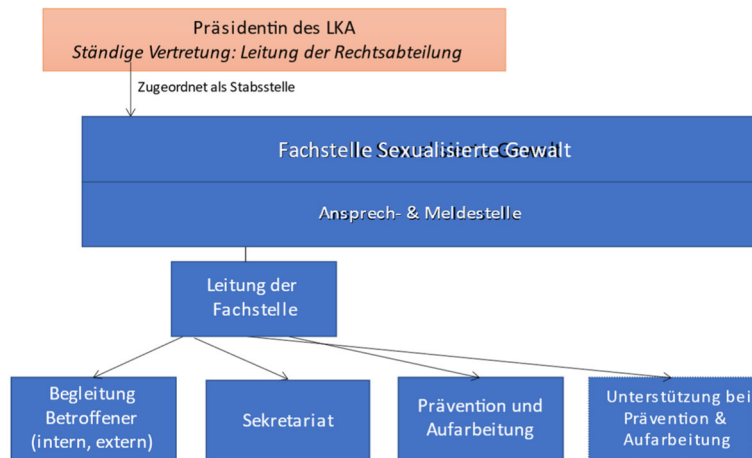 Präsidentin des LKA
Ständige Vertretung: Leitung der Rechtsabteilung
Zugeordnet als Stabsstelle
Fachstelle Sexualisierte Gewalt
Ansprech- & Meldestelle
Leitung der
Fachstelle
Begleitung
Betroffener
(intern, extern)
Sekretariat
Prävention und
Aufarbeitung
Unterstützung bei
Prävention &
Aufarbeitung